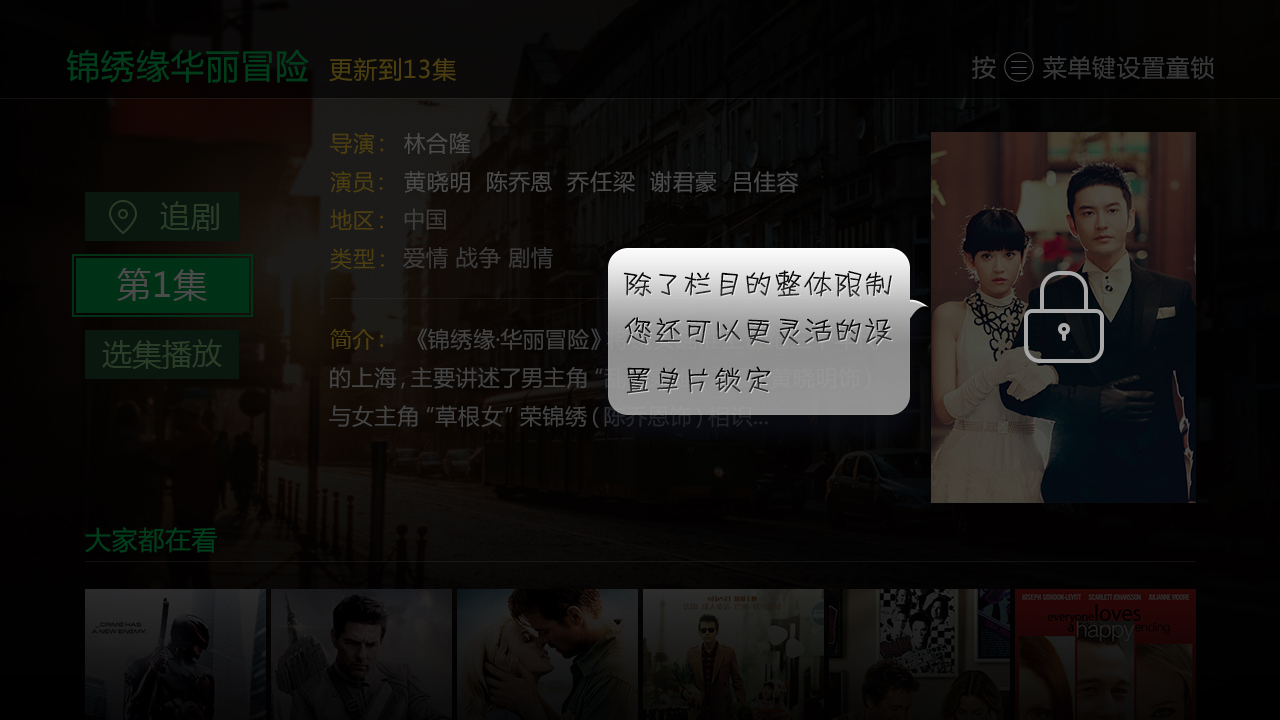 锦绣缘华丽冒险 更新到13集
按 菜单键设置童锁
导演： 林合隆
演员： 黄晓明 陈乔恩 乔任梁 谢君豪 吕佳容
地区： 中国
类型： 爱情 战争 剧情
追剧
第1集
选集播放
除了栏目的整体限制
您还可以更灵活的设
置单片锁定
简介： 《锦绣缘·华丽冒险》
的上海,主要讲述了男主角“乱 黄晓明饰)
与女主角“草根女”荣锦绣(陈乔恩饰)相识...
大家都在看
CRIME HAS
A NEW ENEMY
JOSEPH GORDON-LEVITT SCARLETT JOHANSSON JULIANNE MOORE
everyone loves
a happy ending